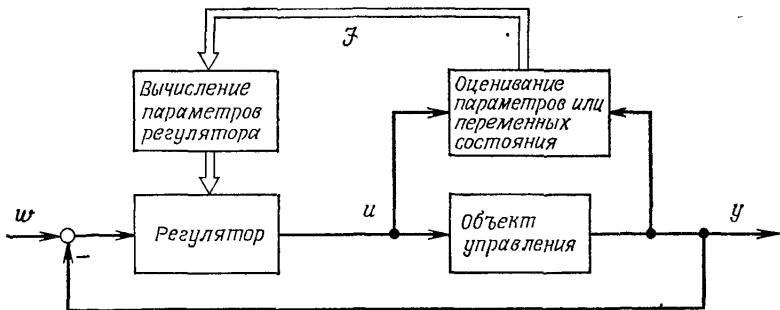 ℐ
Вычисление
параметров
регулятора
Оценивание
параметров или
переменных
состояния
w
Регулятор
u
Объект
управления
y
−